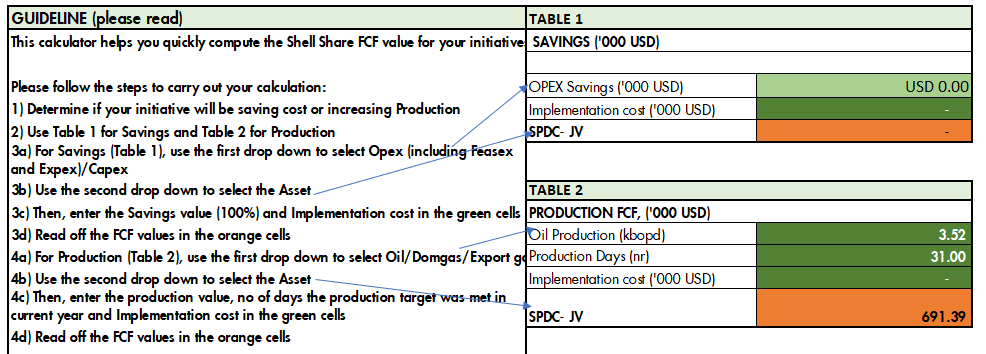 GUIDELINE (please read)
This calculator helps you quickly compute the Shell Share FCF value for your initiative
Please follow the steps to carry out your calculation:
1) Determine if your initiative will be saving cost or increasing Production
2) Use Table 1 for Savings and Table 2 for Production
3a) For Savings (Table 1), use the first drop down to select Opex (including Feasex
and Expex)/Capex
3b) Use the second drop down to select the Asset
3c) Then, enter the Savings value (100%) and Implementation cost in the green cells
3d) Read off the FCF values in the orange cells
4a) For Production (Table 2), use the first drop down to select Oil/Domgas/Export
4b) Use the second drop down to select the Asset
4c) Then, enter the production value, no of days the production target was met in
current year and Implementation cost in the green cells
4d) Read off the FCF values in the orange cells
TABLE 1
SAVINGS ('000 USD)
OPEX Savings ('000 USD) USD 0.00
Implementation cost ('000 USD) -
SPDC- JV -
TABLE 2
PRODUCTION FCF, ('000 USD)
Oil Production (kbopd) 3.52
Production Days (nr) 31.00
Implementation cost ('000 USD) -
SPDC- JV 691.39